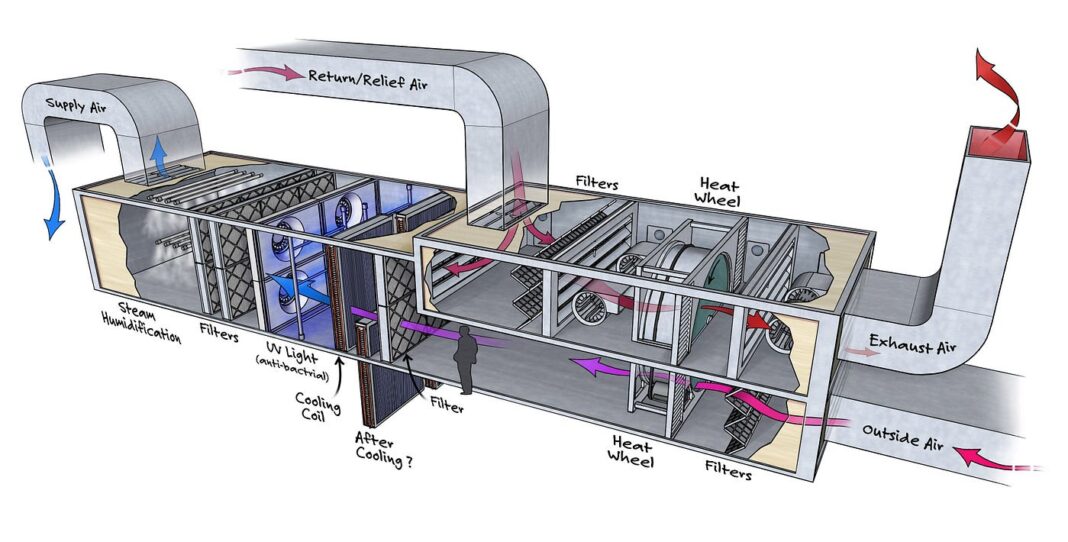 Supply Air
Return/Relief Air
Filters
Heat
Wheel
Steam
Humidification
Filters
UV Light
(anti-bactrial)
Cooling
Coil
After
Cooling?
Filter
Heat
Wheel
Filters
Exhaust Air
Outside Air